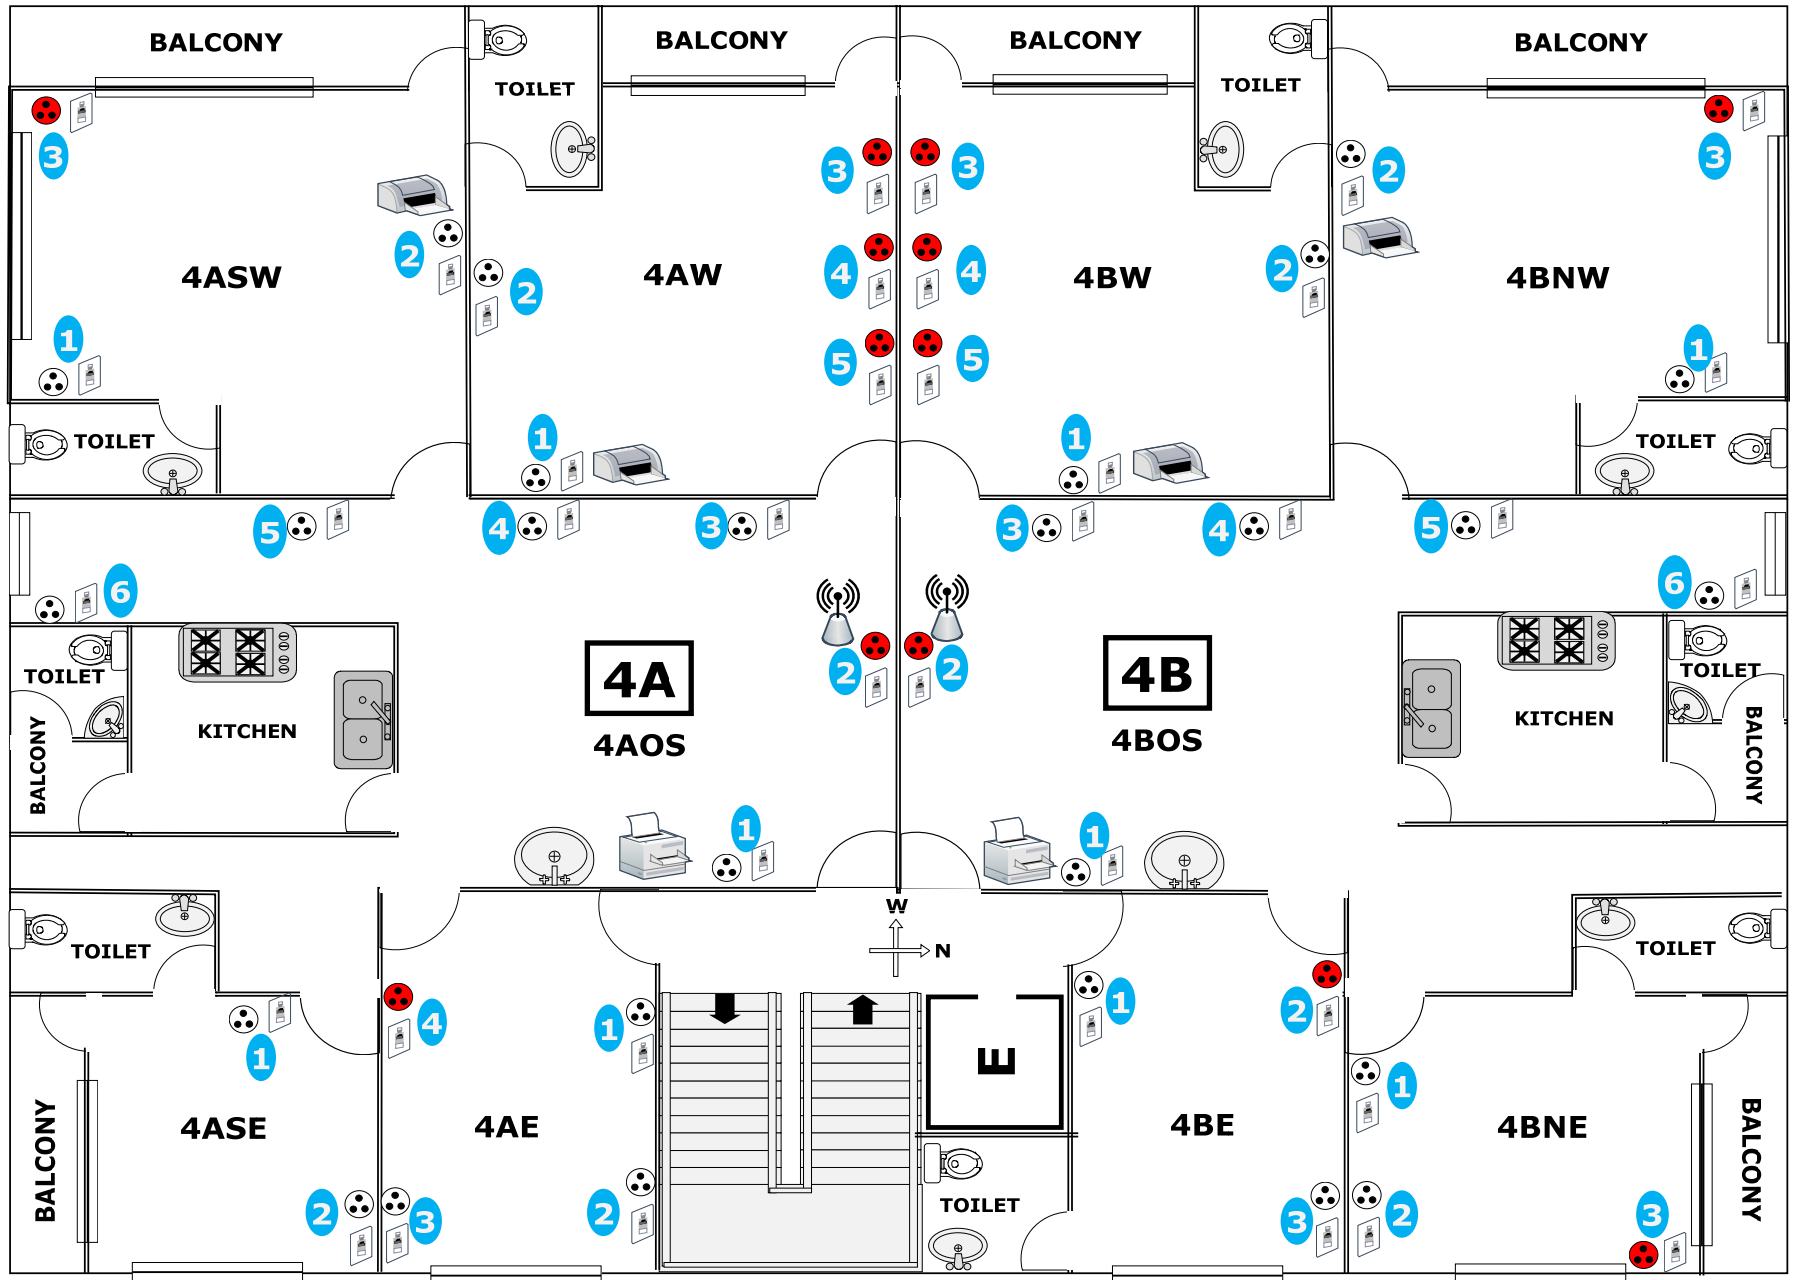 BALCONY BALCONY BALCONY BALCONY
TOILET TOILET
3 3 3 2 3
2 2 4 4 2
4ASW 4AW 4BW 4BNW
1 5 5 1
TOILET 1 1 TOILET
5 4 3 3 4 5
6 6
TOILET 4A 2 2 4B TOILET
KITCHEN 4AOS 4BOS KITCHEN
BALCONY BALCONY
1 1
W
N
TOILET TOILET
1 4 1 1 2
E
1
4ASE 4AE 4BE 4BNE
BALCONY BALCONY
2 3 2 TOILET 3 2 3